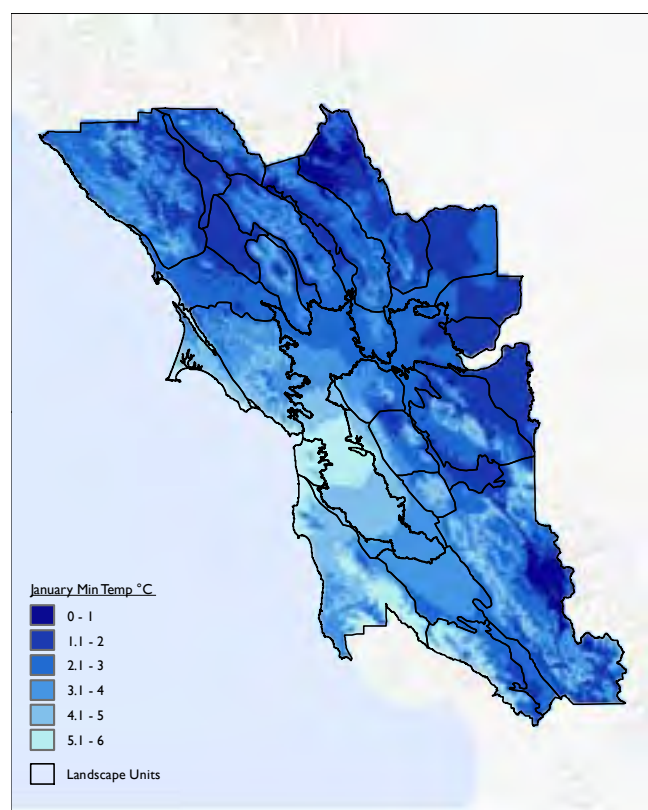 January Min Temp °C
0 - 1
1.1 - 2
2.1 - 3
3.1 - 4
4.1 - 5
5.1 - 6
Landscape Units